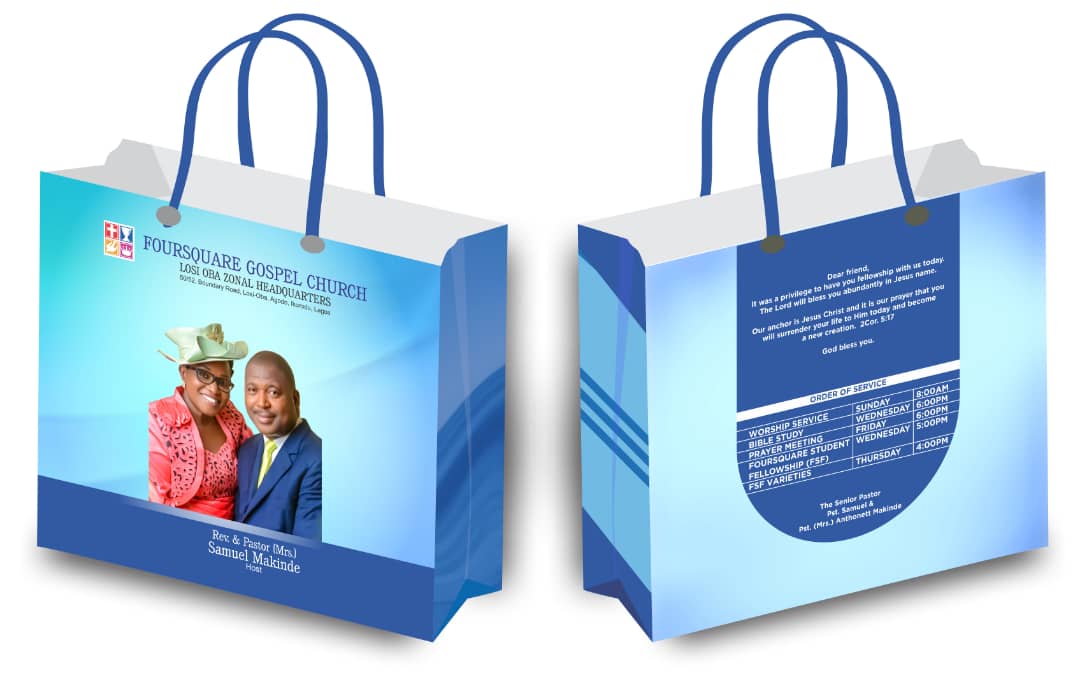 FOURSQUARE GOSPEL CHURCH
LOSI OBA ZONAL HEADQUARTERS
50/52, Boundary Road, Losi-Oba, Agodo, Ikorodu, Lagos
Rev. & Pastor (Mrs.)
Samuel Makinde
Host
Dear friend,
It was a privilege to have you fellowship with us today.
The Lord will bless you abundantly in Jesus name.
Our anchor is Jesus Christ and it is our prayer that you
will surrender your life to Him today and become
a new creation. 2Cor. 5:17
God bless you.
ORDER OF SERVICE
WORSHIP SERVICE SUNDAY 8:00AM
BIBLE STUDY WEDNESDAY 6:00PM
PRAYER MEETING FRIDAY 6:00PM
FOURSQUARE STUDENT WEDNESDAY 5:00PM
FELLOWSHIP (FSF)
FSF VARIETIES THURSDAY 4:00PM
The Senior Pastor
Pst. Samuel &
Pst. (Mrs.) Anthonett Makinde